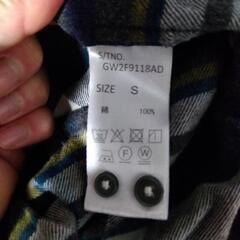 S/TNO.
GW2F9118AD
SIZE S
綿 100%